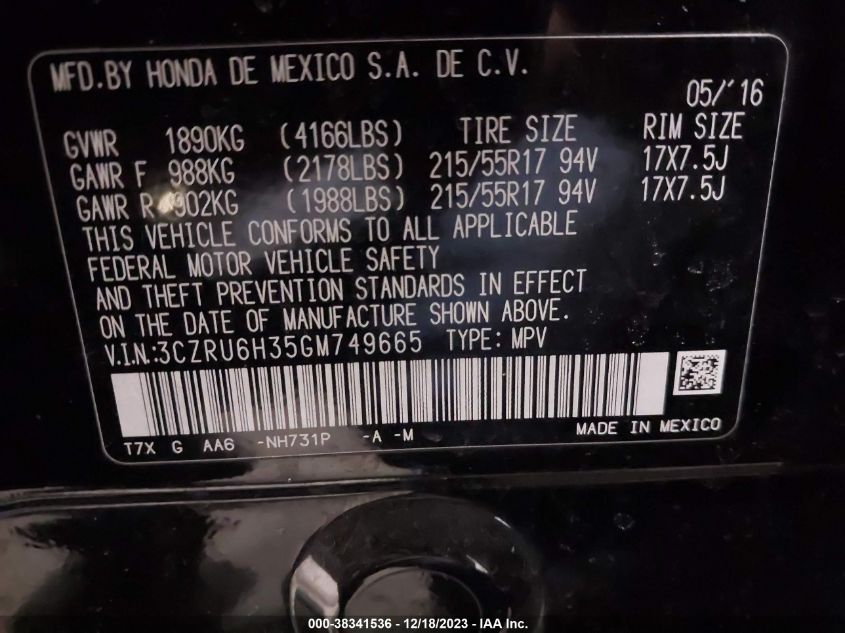 MFD.BY HONDA DE MEXICO S.A. DE C.V.
05/'16
GVWR 1890KG (4166LBS) TIRE SIZE RIM SIZE
GAWR F 988KG (2178LBS) 215/55R17 94V 17X7.5J
GAWR R 902KG (1988LBS) 215/55R17 94V 17X7.5J
THIS VEHICLE CONFORMS TO ALL APPLICABLE
FEDERAL MOTOR VEHICLE SAFETY
AND THEFT PREVENTION STANDARDS IN EFFECT
ON THE DATE OF MANUFACTURE SHOWN ABOVE.
V.I.N.:3CZRU6H35GM749665 TYPE: MPV
T7X G AA6 -NH731P -A -M MADE IN MEXICO
000-38341536 - 12/18/2023 - IAA Inc.